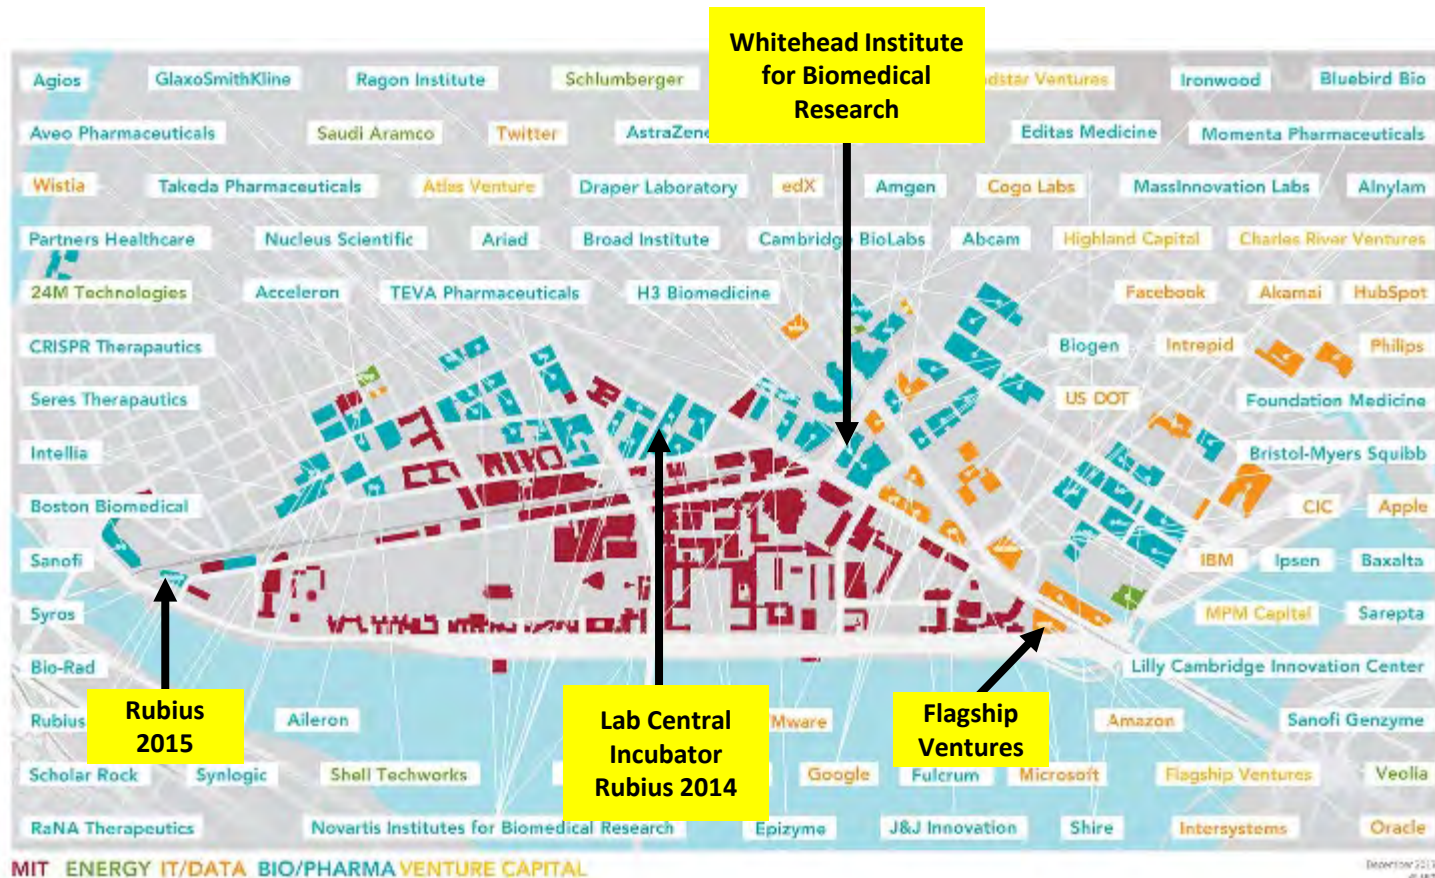 Whitehead Institute
for Biomedical
Research
Agios GlaxoSmithKline Ragon Institute Schlumberger Ventures Ironwood Bluebird Bio
Aveo Pharmaceuticals Saudi Aramco Twitter Editas Medicine Momenta Pharmaceuticals
Wistia Takeda Pharmaceuticals Atlas Venture Draper Laboratory edX Amgen Cogo Labs MassInnovation Labs Alnylam
Partners Healthcare Nucleus Scientific Ariad Broad Institute Cambridge BioLabs Abcam Highland Capital Charles River Ventures
24M Technologies Acceleron TEVA Pharmaceuticals H3 Biomedicine Facebook Akamai HubSpot
CRISPR Therapautics Biogen Intrepid Philips
Seres Therapautics US DOT Foundation Medicine
Intellia Bristol-Myers Squibb
Boston Biomedical CIC Apple
Sanofi IBM Ipsen Baxalta
Syros MPM Capital Sarepta
Bio-Rad Lilly Cambridge Innovation Center
Rubius Aileron Amazon Sanofi Genzyme
Rubius
2015
Lab Central
Incubator
Rubius 2014
Flagship
Ventures
Scholar Rock Synlogic Shell Techworks Google Fulcrum Microsoft Flagship Ventures Veolia
RaNA Therapeutics Novartis Institutes for Biomedical Research Epizyme J&J Innovation Shire Intersystems Oracle
MIT ENERGY IT/DATA BIO/PHARMA VENTURE CAPITAL